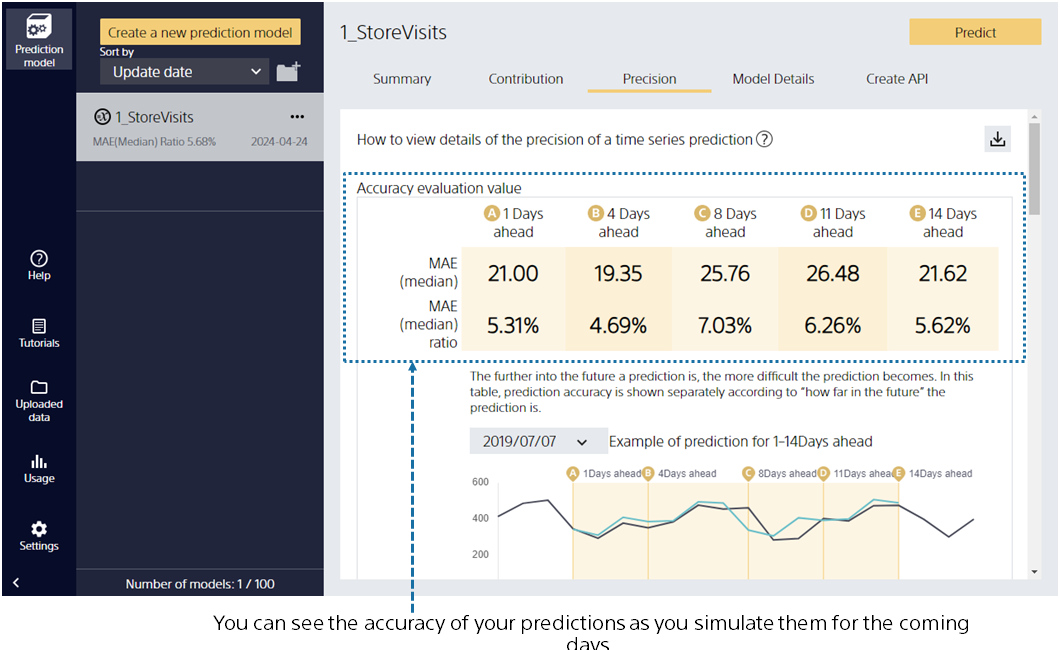 Prediction
model
Help
Tutorials
Uploaded
data
Usage
Settings
Create a new prediction model
Sort by
Update date
1_StoreVisits
MAE(Median) Ratio 5.68% 2024-04-24
Number of models: 1 / 100
1_StoreVisits
Predict
Summary Contribution Precision Model Details Create API
How to view details of the precision of a time series prediction ?
Accuracy evaluation value
A 1 Days ahead
B 4 Days ahead
C 8 Days ahead
D 11 Days ahead
E 14 Days ahead
MAE (median) 21.00 19.35 25.76 26.48 21.62
MAE (median) ratio 5.31% 4.69% 7.03% 6.26% 5.62%
The further into the future a prediction is, the more difficult the prediction becomes. In this
table, prediction accuracy is shown separately according to "how far in the future" the
prediction is.
2019/07/07 Example of prediction for 1-14Days ahead
A 1Days ahead B 4Days ahead C 8Days ahead D 11Days ahead E 14Days ahead
600
400
200
You can see the accuracy of your predictions as you simulate them for the coming
days